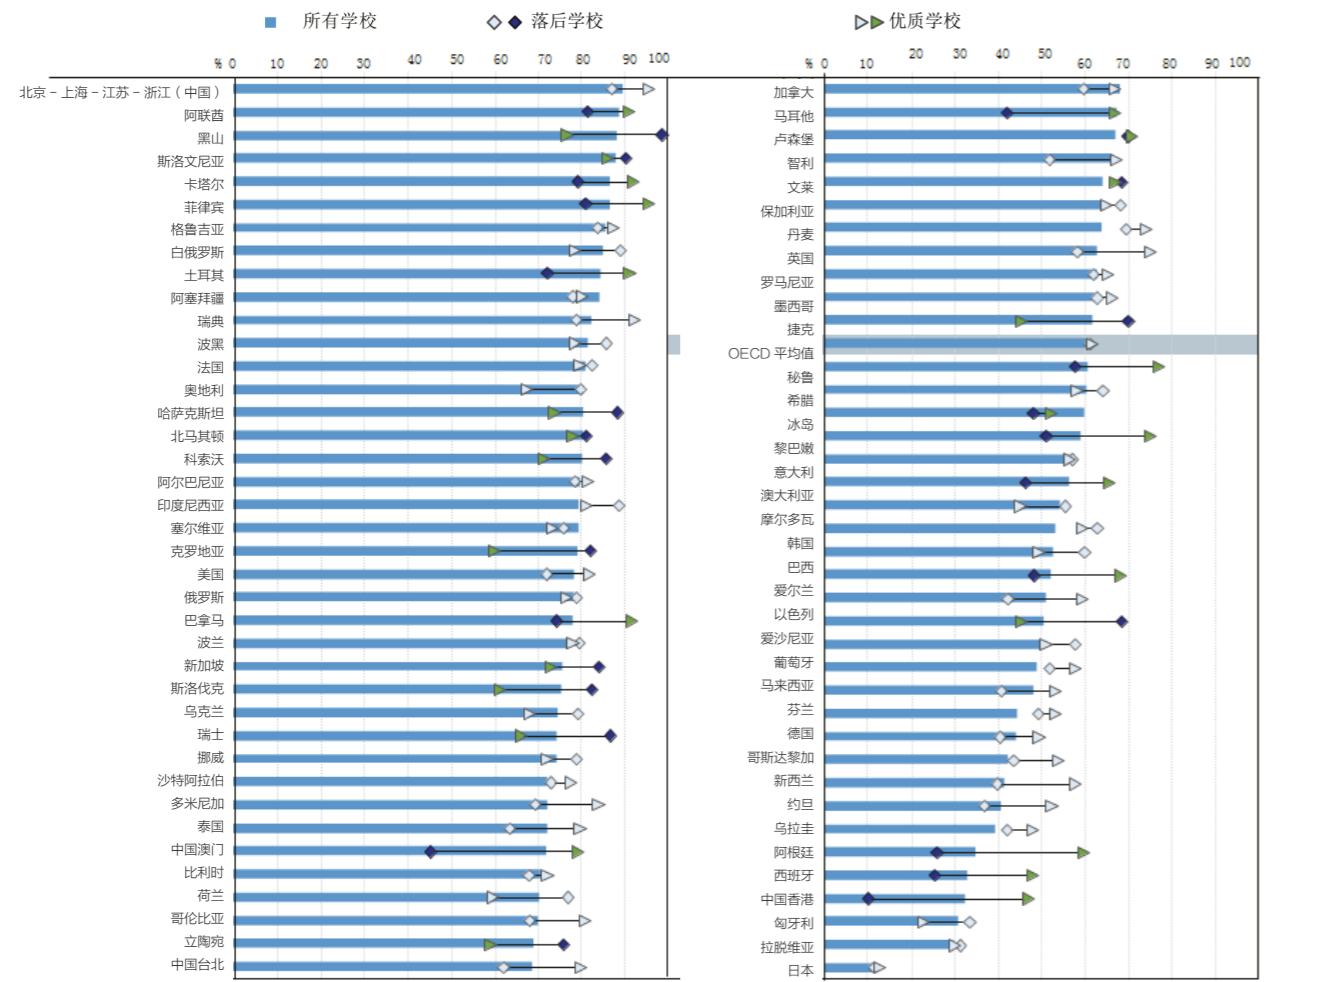 所有学校 落后学校 优质学校
% 0 10 20 30 40 50 60 70 80 90 100
北京－上海－江苏－浙江（中国）
阿联酋
黑山
斯洛文尼亚
卡塔尔
菲律宾
格鲁吉亚
白俄罗斯
土耳其
阿塞拜疆
瑞典
波黑
法国
奥地利
哈萨克斯坦
北马其顿
科索沃
阿尔巴尼亚
印度尼西亚
塞尔维亚
克罗地亚
美国
俄罗斯
巴拿马
波兰
新加坡
斯洛伐克
乌克兰
瑞士
挪威
沙特阿拉伯
多米尼加
泰国
中国澳门
比利时
荷兰
哥伦比亚
立陶宛
中国台北
% 0 10 20 30 40 50 60 70 80 90 100
加拿大
马耳他
卢森堡
智利
文莱
保加利亚
丹麦
英国
罗马尼亚
墨西哥
捷克
OECD 平均值
秘鲁
希腊
冰岛
黎巴嫩
意大利
澳大利亚
摩尔多瓦
韩国
巴西
爱尔兰
以色列
爱沙尼亚
葡萄牙
马来西亚
芬兰
德国
哥斯达黎加
新西兰
约旦
乌拉圭
阿根廷
西班牙
中国香港
匈牙利
拉脱维亚
日本